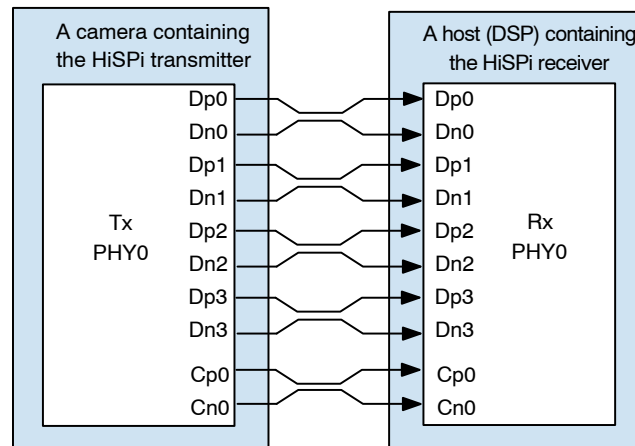 A camera containing
the HiSPi transmitter
A host (DSP) containing
the HiSPi receiver
Tx
PHY0
Dp0
Dn0
Dp1
Dn1
Dp2
Dn2
Dp3
Dn3
Cp0
Cn0
Dp0
Dn0
Dp1
Dn1
Dp2
Dn2
Dp3
Dn3
Cp0
Cn0
Rx
PHY0